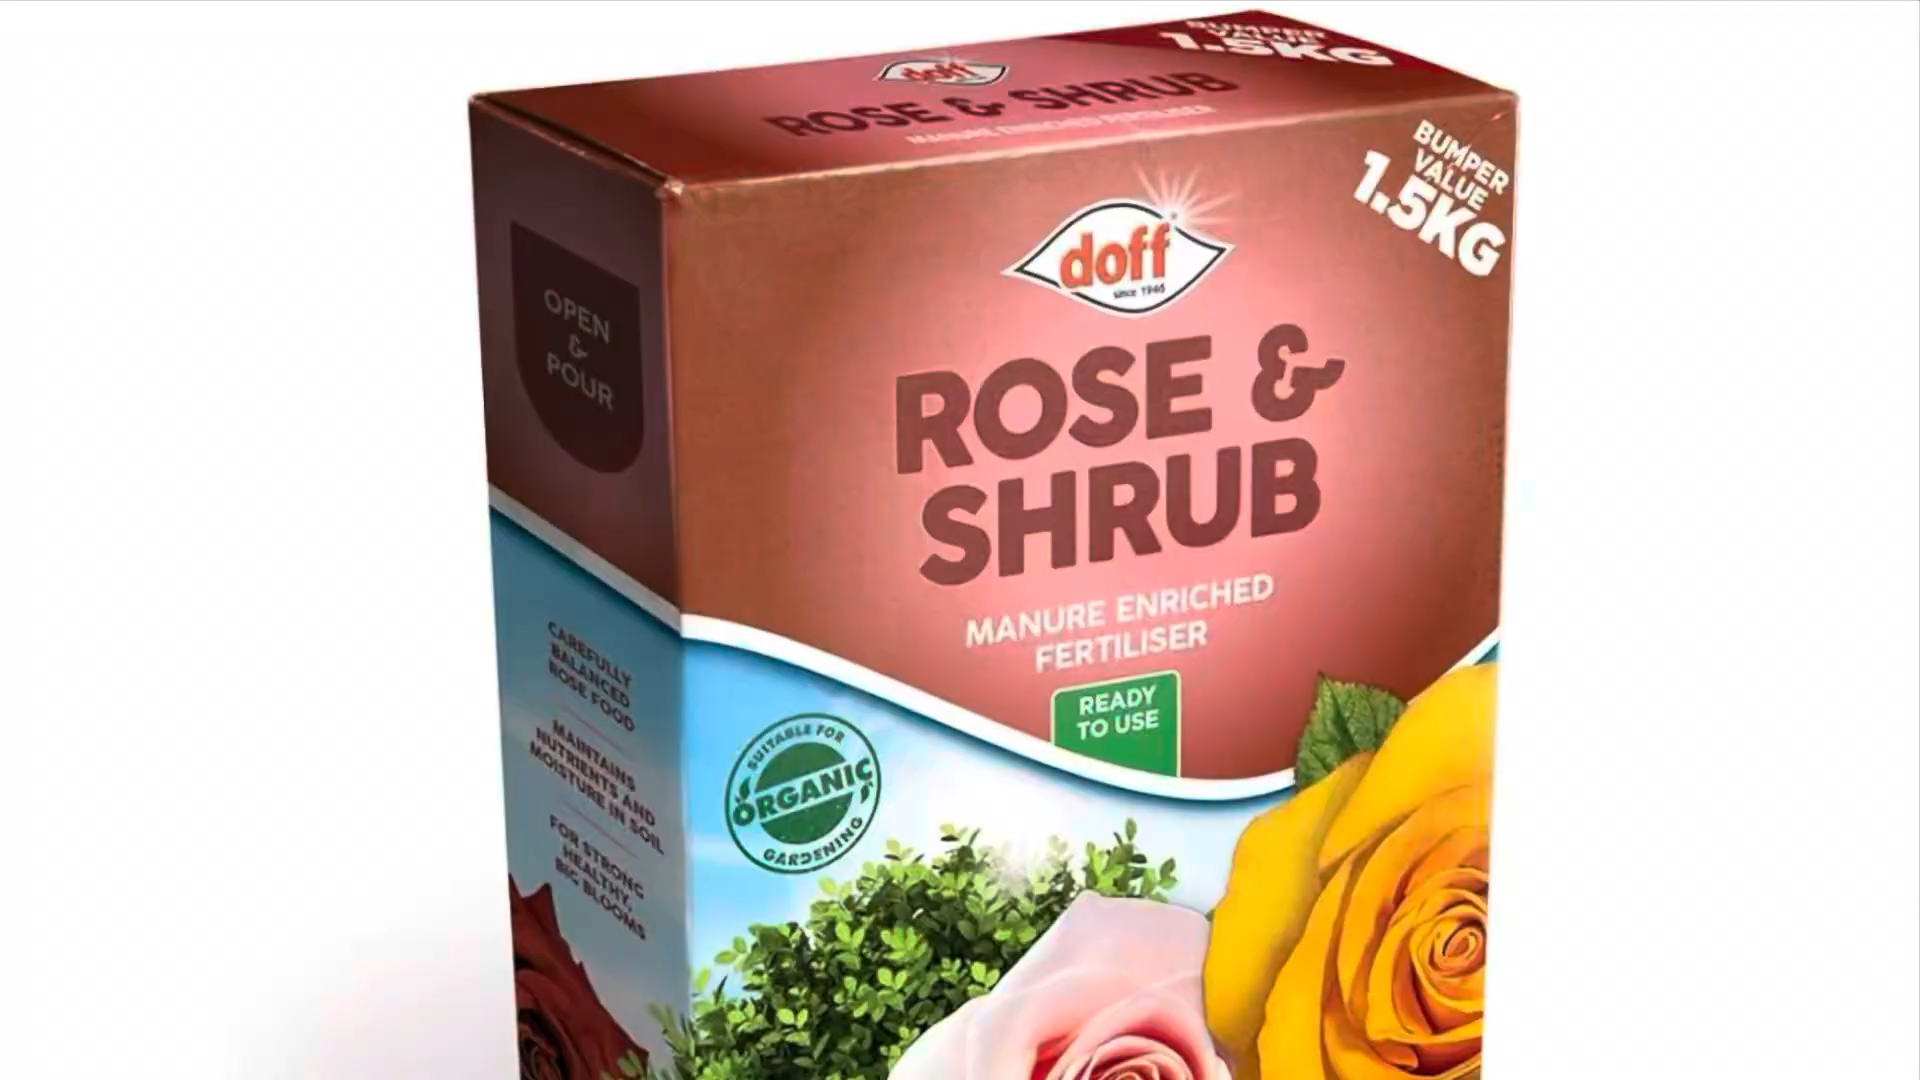 BUMPER
VALUE
1.5KG
doff
ROSE & SHRUB
MANURE ENRICHED FERTILISER
BUMPER
VALUE
1.5KG
doff
since 1946
ROSE &
SHRUB
MANURE ENRICHED
FERTILISER
READY
TO USE
OPEN
&
POUR
CAREFULLY
BALANCED
ROSE FOOD
MAINTAINS
NUTRIENTS AND
MOISTURE IN SOIL
FOR STRONG
HEALTHY,
BIG BLOOMS
SUITABLE FOR
ORGANIC
GARDENING